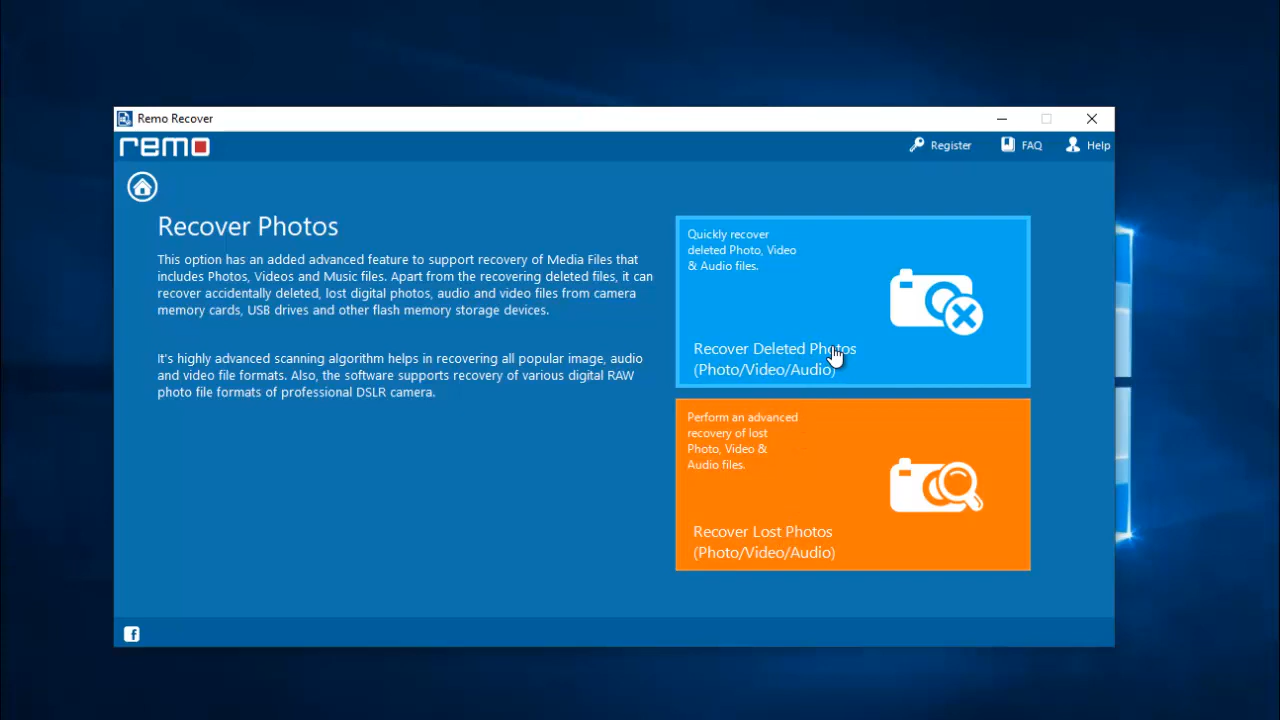 Remo Recover
remo
Register
FAQ
Help
Recover Photos
This option has an added advanced feature to support recovery of Media Files that
includes Photos, Videos and Music files. Apart from the recovering deleted files, it can
recover accidentally deleted, lost digital photos, audio and video files from camera
memory cards, USB drives and other flash memory storage devices.
It's highly advanced scanning algorithm helps in recovering all popular image, audio
and video file formats. Also, the software supports recovery of various digital RAW
photo file formats of professional DSLR camera.
Quickly recover
deleted Photo, Video
& Audio files.
Recover Deleted Photos
(Photo/Video/Audio)
Perform an advanced
recovery of lost
Photo, Video &
Audio files.
Recover Lost Photos
(Photo/Video/Audio)
f